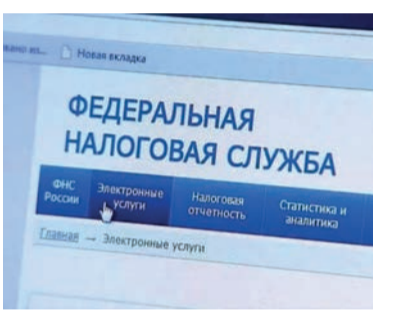 Новая вкладка
ФЕДЕРАЛЬНАЯ
НАЛОГОВАЯ СЛУЖБА
ФНС России
Электронные услуги
Налоговая отчетность
Статистика и аналитика
Главная → Электронные услуги